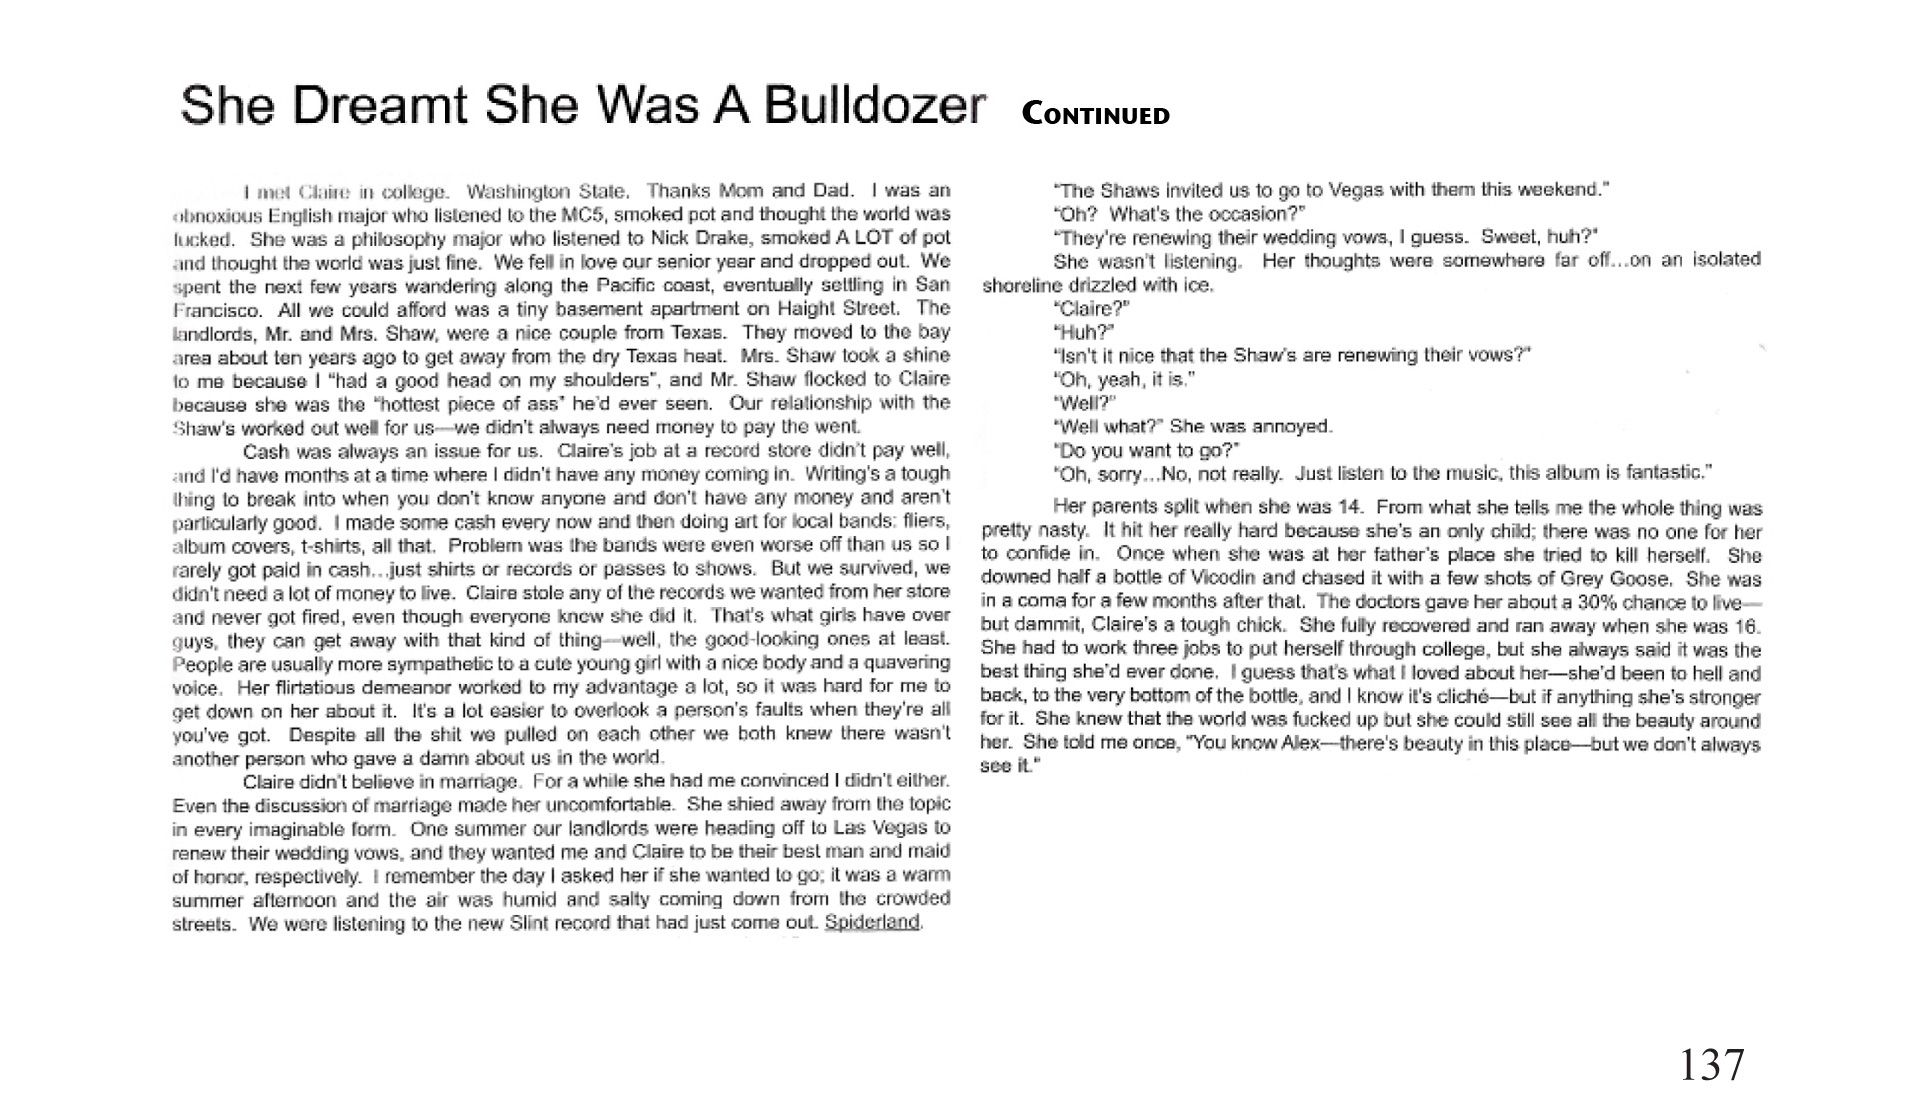 She Dreamt She Was A Bulldozer CONTINUED
I met Claire in college. Washington State. Thanks Mom and Dad. I was an
obnoxious English major who listened to the MC5, smoked pot and thought the world was
fucked. She was a philosophy major who listened to Nick Drake, smoked A LOT of pot
and thought the world was just fine. We fell in love our senior year and dropped out. We
spent the next few years wandering along the Pacific coast, eventually settling in San
Francisco. All we could afford was a tiny basement apartment on Haight Street. The
landlords, Mr. and Mrs. Shaw, were a nice couple from Texas. They moved to the bay
area about ten years ago to get away from the dry Texas heat. Mrs. Shaw took a shine
to me because I “had a good head on my shoulders”, and Mr. Shaw flocked to Claire
because she was the “hottest piece of ass” he’d ever seen. Our relationship with the
Shaw’s worked out well for us—we didn’t always need money to pay the went.
Cash was always an issue for us. Claire’s job at a record store didn’t pay well,
and I’d have months at a time where I didn’t have any money coming in. Writing’s a tough
thing to break into when you don’t know anyone and don’t have any money and aren’t
particularly good. I made some cash every now and then doing art for local bands: fliers,
album covers, t-shirts, all that. Problem was the bands were even worse off than us so I
rarely got paid in cash...just shirts or records or passes to shows. But we survived, we
didn’t need a lot of money to live. Claire stole any of the records we wanted from her store
and never got fired, even though everyone knew she did it. That’s what girls have over
guys, they can get away with that kind of thing—well, the good-looking ones at least.
People are usually more sympathetic to a cute young girl with a nice body and a quavering
voice. Her flirtatious demeanor worked to my advantage a lot, so it was hard for me to
get down on her about it. It’s a lot easier to overlook a person’s faults when they’re all
you’ve got. Despite all the shit we pulled on each other we both knew there wasn’t
another person who gave a damn about us in the world.
Claire didn’t believe in marriage. For a while she had me convinced I didn’t either.
Even the discussion of marriage made her uncomfortable. She shied away from the topic
in every imaginable form. One summer our landlords were heading off to Las Vegas to
renew their wedding vows, and they wanted me and Claire to be their best man and maid
of honor, respectively. I remember the day I asked her if she wanted to go; it was a warm
summer afternoon and the air was humid and salty coming down from the crowded
streets. We were listening to the new Slint record that had just come out. Spiderland.
“The Shaws invited us to go to Vegas with them this weekend.”
“Oh? What’s the occasion?”
“They’re renewing their wedding vows, I guess. Sweet, huh?”
She wasn’t listening. Her thoughts were somewhere far off...on an isolated
shoreline drizzled with ice.
“Claire?”
“Huh?”
“Isn’t it nice that the Shaw’s are renewing their vows?”
“Oh, yeah, it is.”
“Well?”
“Well what?” She was annoyed.
“Do you want to go?”
“Oh, sorry...No, not really. Just listen to the music, this album is fantastic.”
Her parents split when she was 14. From what she tells me the whole thing was
pretty nasty. It hit her really hard because she’s an only child; there was no one for her
to confide in. Once when she was at her father’s place she tried to kill herself. She
downed half a bottle of Vicodin and chased it with a few shots of Grey Goose. She was
in a coma for a few months after that. The doctors gave her about a 30% chance to live—
but dammit, Claire’s a tough chick. She fully recovered and ran away when she was 16.
She had to work three jobs to put herself through college, but she always said it was the
best thing she’d ever done. I guess that’s what I loved about her—she’d been to hell and
back, to the very bottom of the bottle, and I know it’s cliché—but if anything she’s stronger
for it. She knew that the world was fucked up but she could still see all the beauty around
her. She told me once, “You know Alex—there’s beauty in this place—but we don’t always
see it.”
137